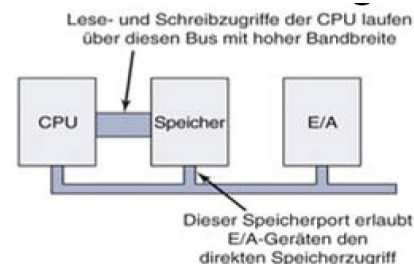 Lese- und Schreibzugriffe der CPU laufen
über diesen Bus mit hoher Bandbreite
CPU
Speicher
E/A
Dieser Speicherport erlaubt
E/A-Geräten den
direkten Speicherzugriff